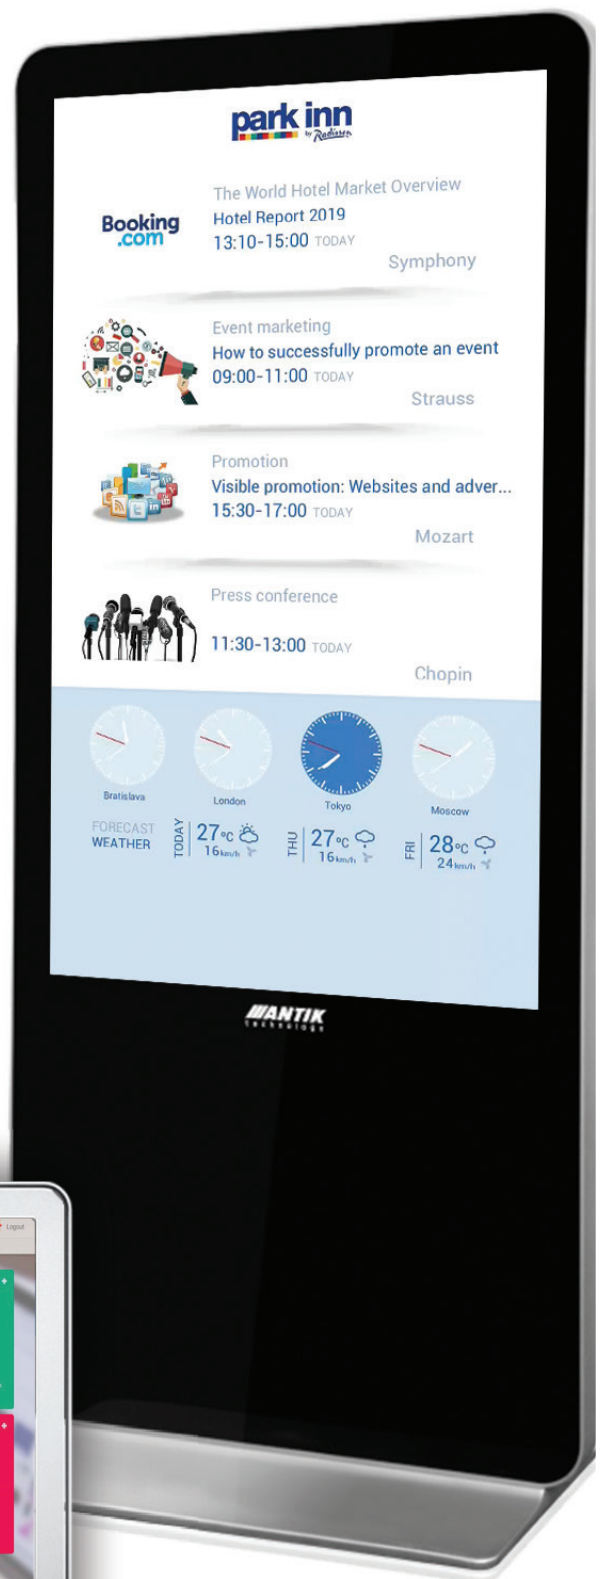 park inn
by Radisson
Booking
.com
The World Hotel Market Overview
Hotel Report 2019
13:10-15:00 TODAY
Symphony
Event marketing
How to successfully promote an event
09:00-11:00 TODAY
Strauss
Promotion
Visible promotion: Websites and adver...
15:30-17:00 TODAY
Mozart
Press conference
11:30-13:00 TODAY
Chopin
Bratislava
London
Tokyo
Moscow
FORECAST
WEATHER
TODAY
27°C
16km/h
THU
27°C
16km/h
FRI
28°C
24km/h
ANTIK
technology
Logout